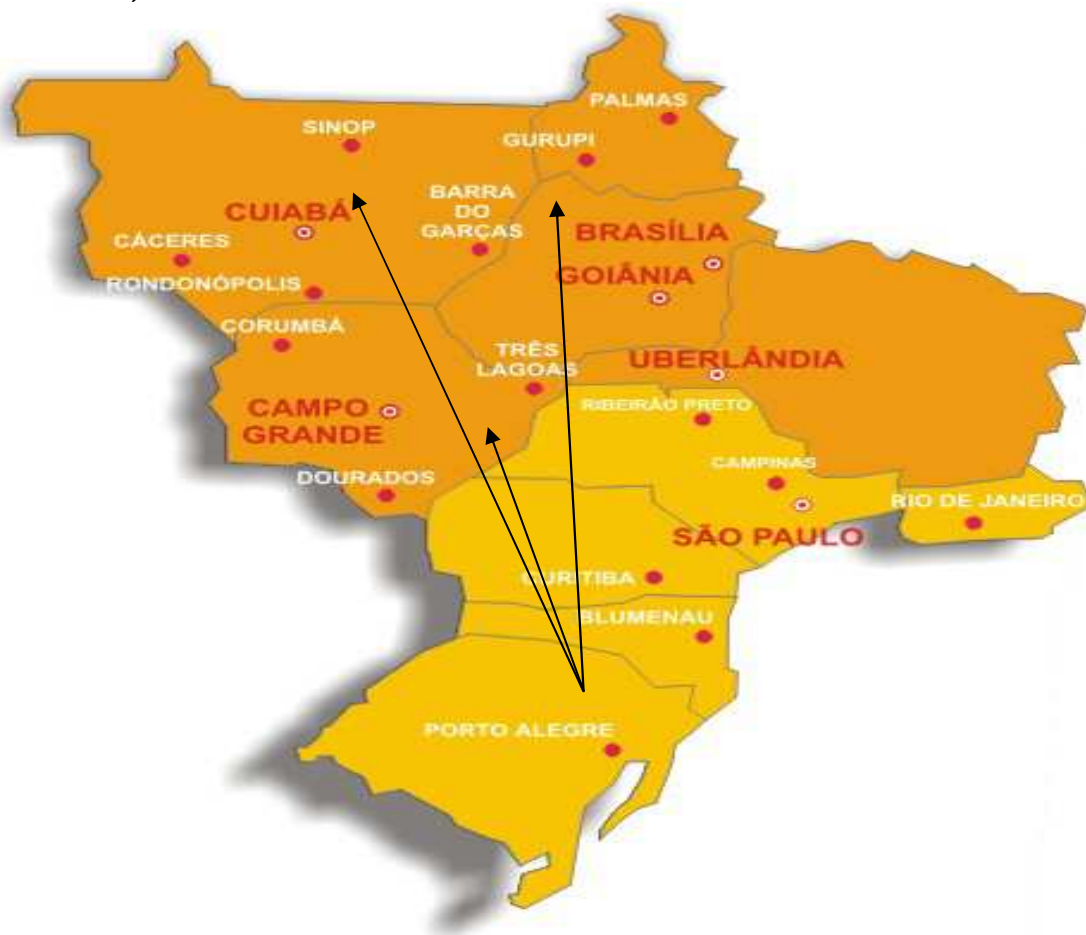 PALMAS
SINOP
GURUPI
BARRA
DO
GARÇAS
CUIABÁ
BRASÍLIA
CÁCERES
GOIÂNIA
RONDONÓPOLIS
CORUMBÁ
TRÊS
LAGOAS
UBERLÂNDIA
CAMPO
GRANDE
RIBEIRÃO PRETO
CAMPINAS
DOURADOS
RIO DE JANEIRO
SÃO PAULO
CURITIBA
BLUMENAU
PORTO ALEGRE